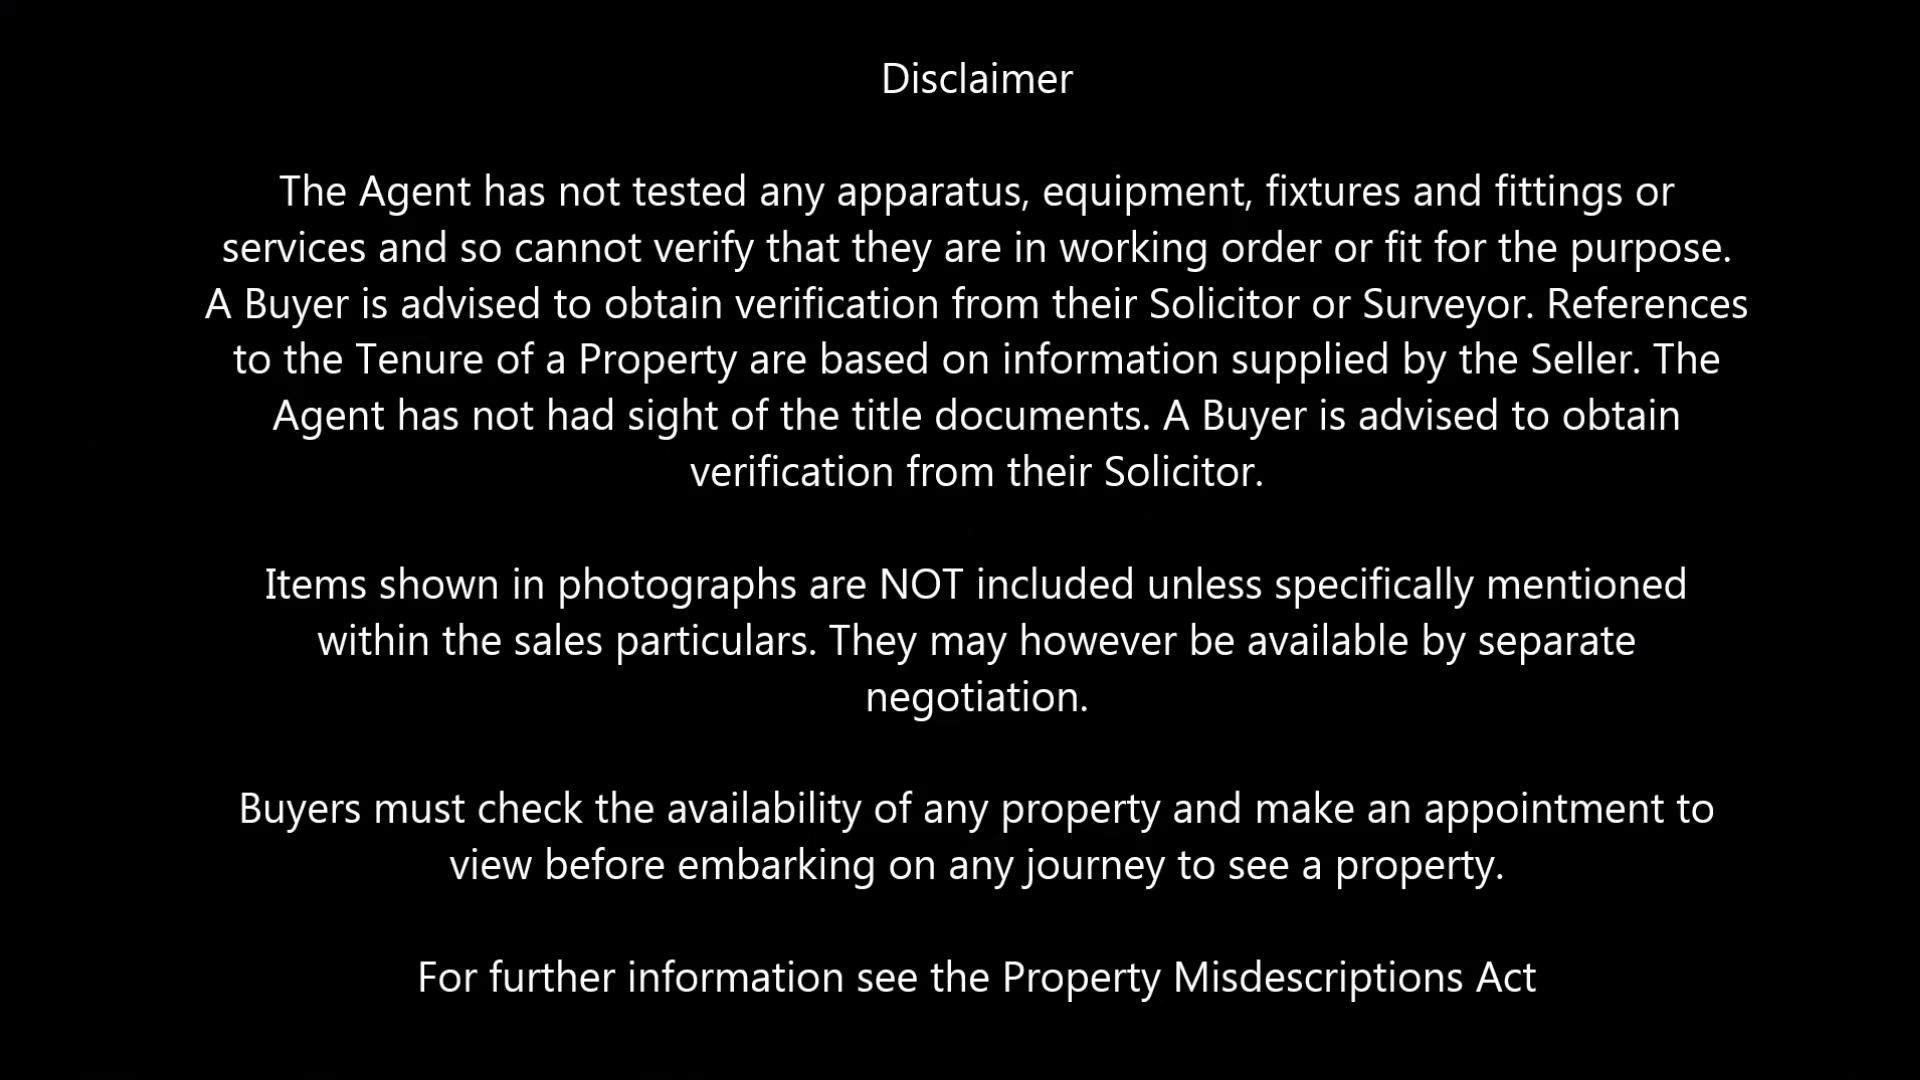 Disclaimer
The Agent has not tested any apparatus, equipment, fixtures and fittings or
services and so cannot verify that they are in working order or fit for the purpose.
A Buyer is advised to obtain verification from their Solicitor or Surveyor. References
to the Tenure of a Property are based on information supplied by the Seller. The
Agent has not had sight of the title documents. A Buyer is advised to obtain
verification from their Solicitor.
Items shown in photographs are NOT included unless specifically mentioned
within the sales particulars. They may however be available by separate
negotiation.
Buyers must check the availability of any property and make an appointment to
view before embarking on any journey to see a property.
For further information see the Property Misdescriptions Act